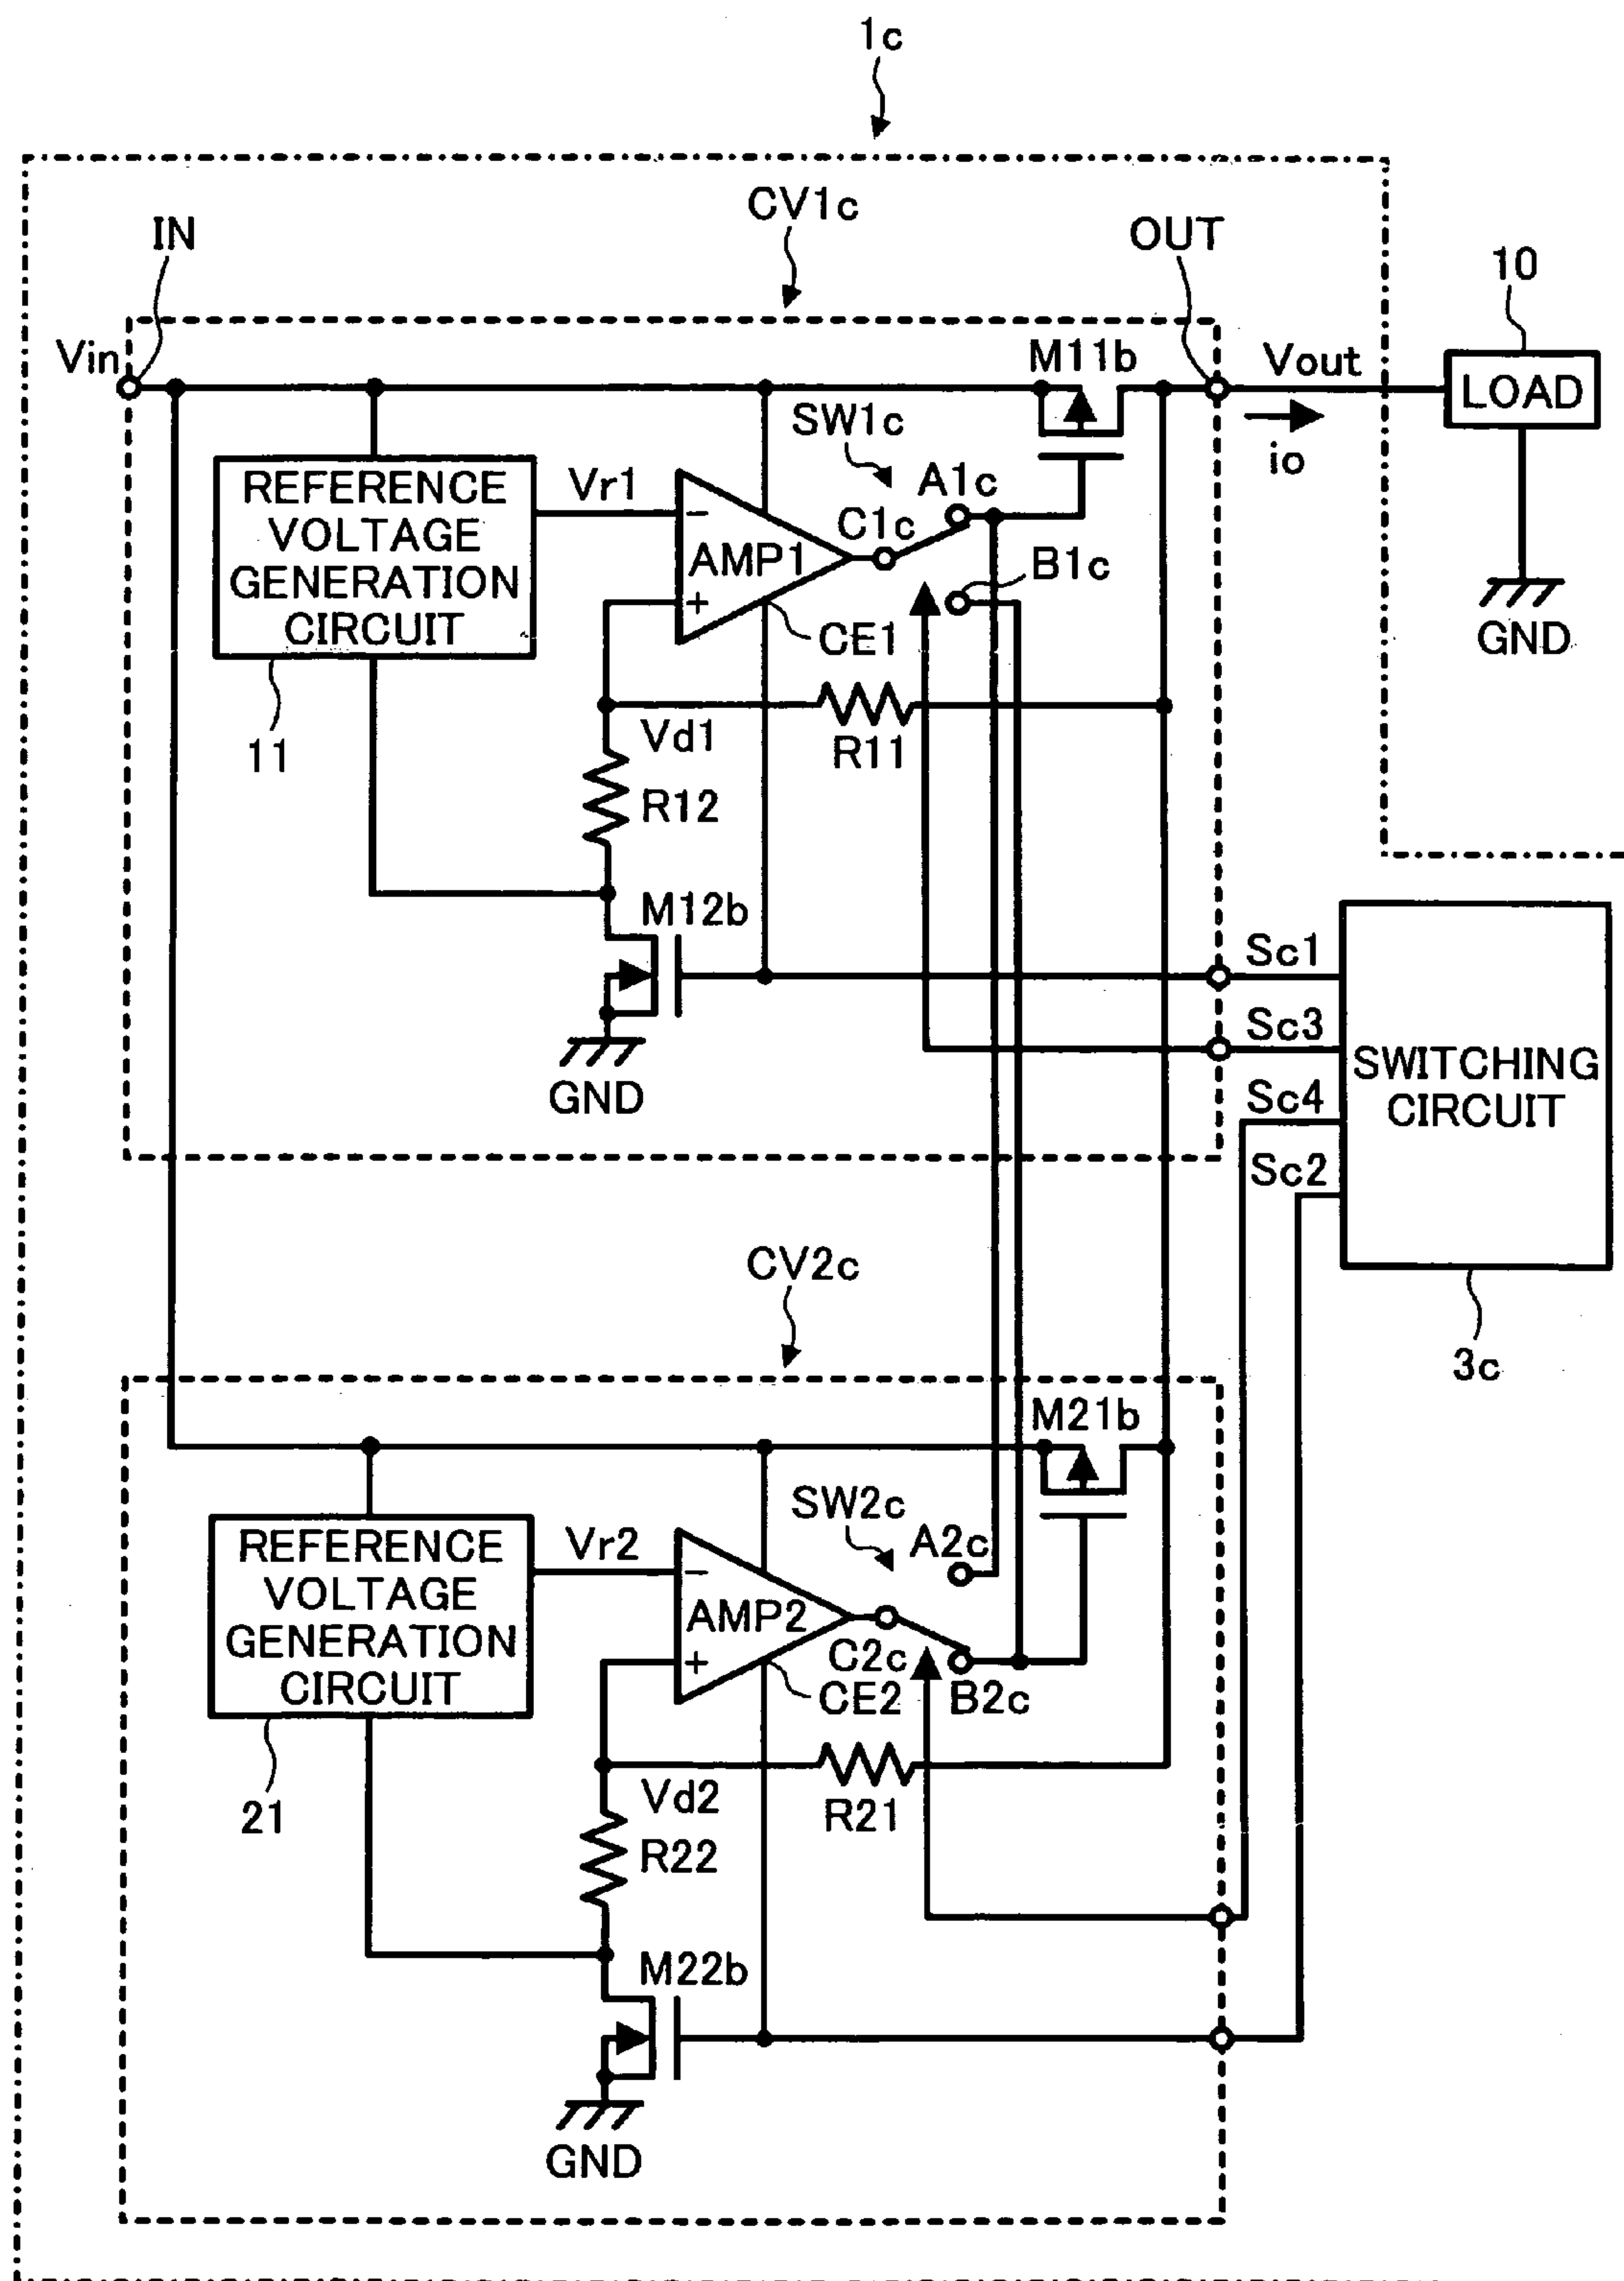 1c
CV1c
IN
OUT
10
Vin
M11b
Vout
LOAD
SW1c
io
A1c
REFERENCE
VOLTAGE
GENERATION
CIRCUIT
Vr1
C1c
−
AMP1
+
B1c
CE1
GND
11
Vd1
R11
R12
M12b
Sc1
Sc3
SWITCHING
CIRCUIT
GND
Sc4
Sc2
CV2c
3c
M21b
SW2c
REFERENCE
VOLTAGE
GENERATION
CIRCUIT
Vr2
A2c
−
AMP2
+
C2c
CE2
B2c
21
Vd2
R21
R22
M22b
GND